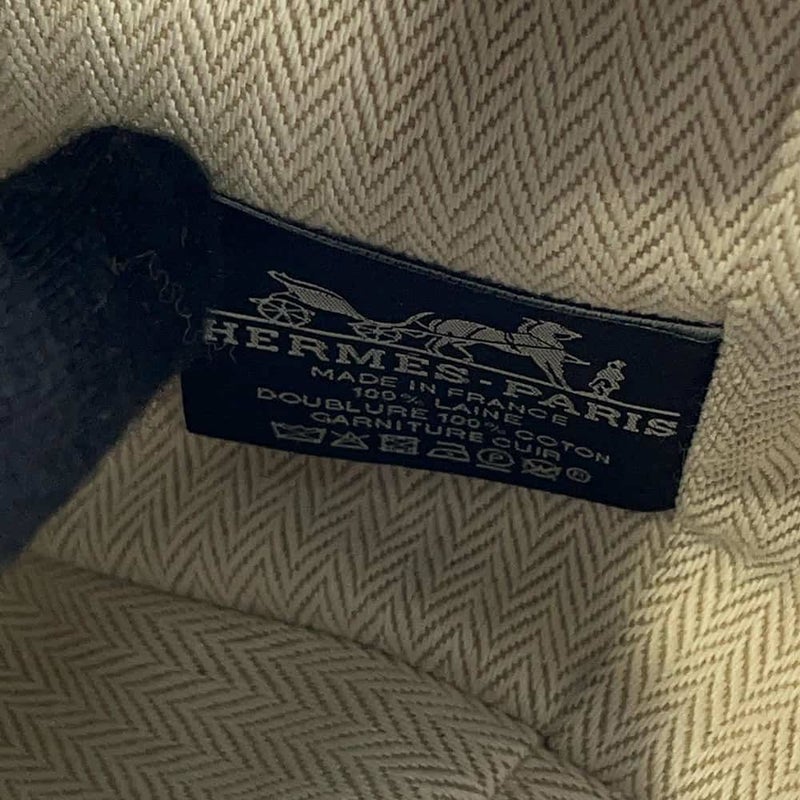 HERMES-PARIS
MADE IN FRANCE
100% LAINE
DOUBLURE 100% COTON
GARNITURE CUIR